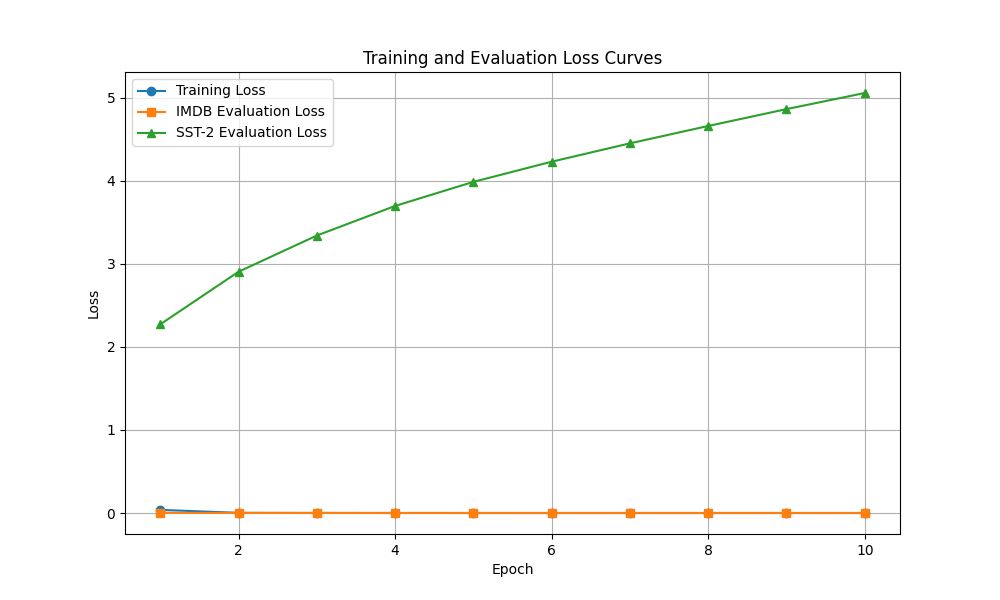 Training and Evaluation Loss Curves
Training Loss
IMDB Evaluation Loss
SST-2 Evaluation Loss
5
4
3
2
1
0
Loss
2
4
6
8
10
Epoch